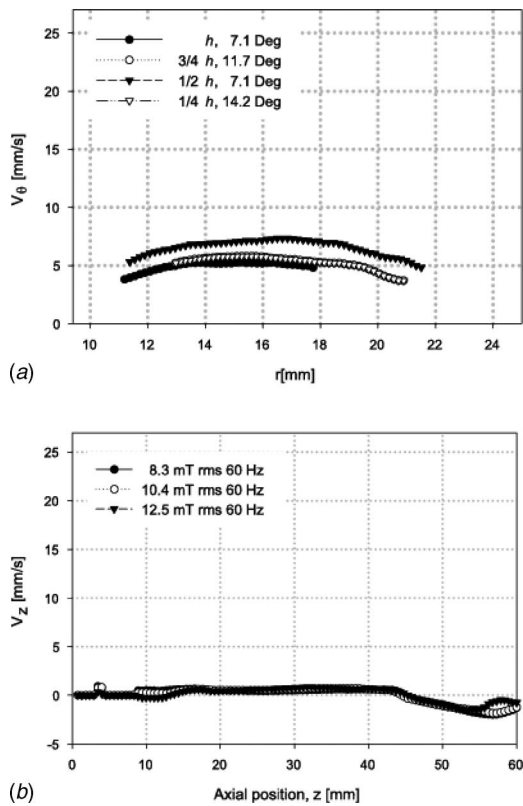 25
20
15
10
5
0
V_θ [mm/s]
h, 7.1 Deg
3/4 h, 11.7 Deg
1/2 h, 7.1 Deg
1/4 h, 14.2 Deg
10 12 14 16 18 20 22 24
r[mm]
(a)
25
20
15
10
5
0
-5
V_Z [mm/s]
8.3 mT rms 60 Hz
10.4 mT rms 60 Hz
12.5 mT rms 60 Hz
0 10 20 30 40 50 60
Axial position, z [mm]
(b)